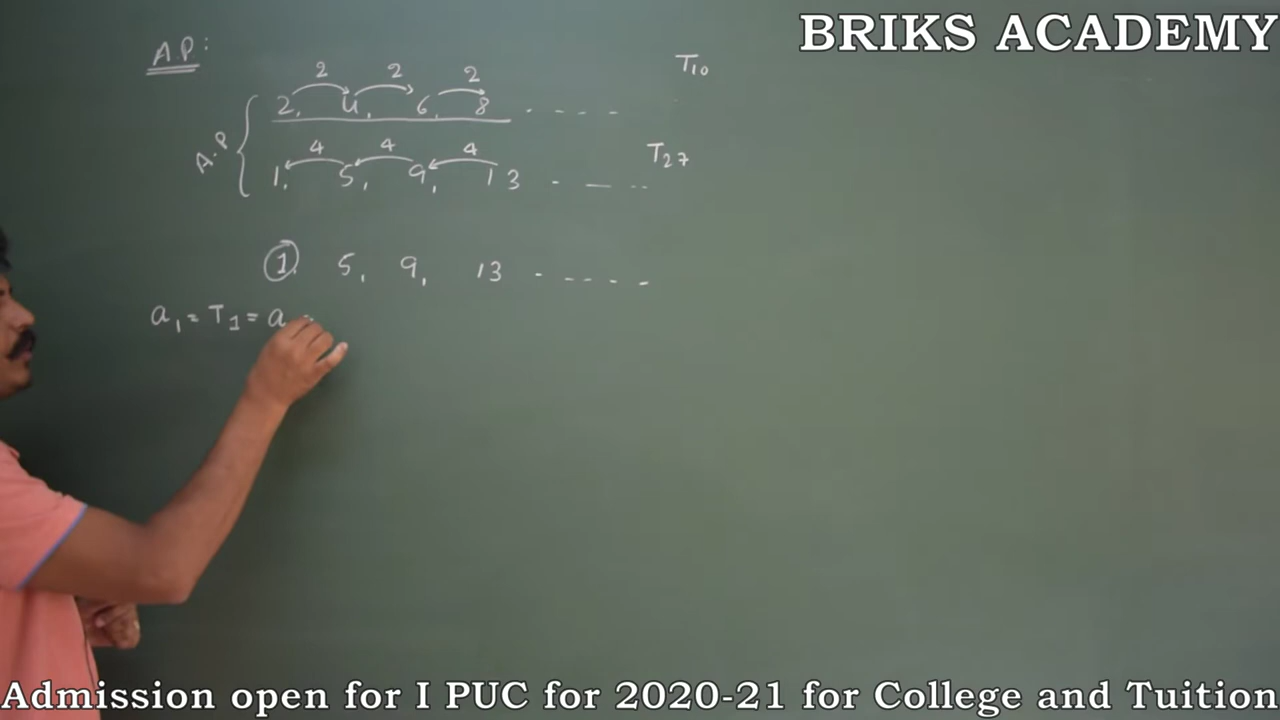 BRIKS ACADEMY
A.P:
2 2 2
2, 4, 6, 8 - - - - T10
A.P
4 4 4
1, 5, 9, 13 - - - - T27
1, 5, 9, 13 - - - - -
a1 = T1 = a =
Admission open for I PUC for 2020-21 for College and Tuition